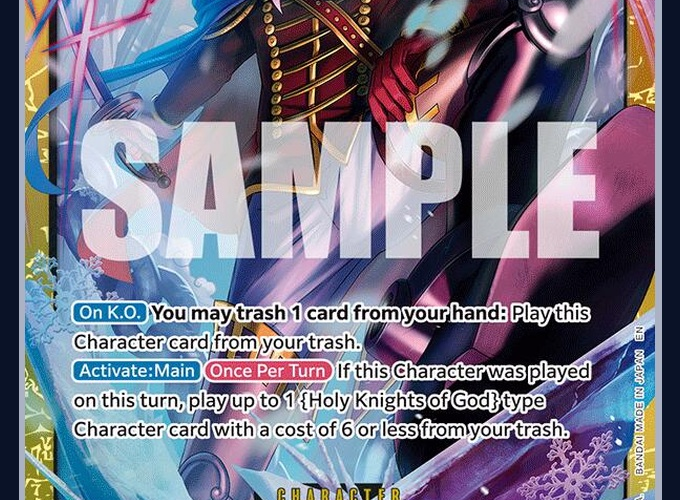 SAMPLE
On K.O. You may trash 1 card from your hand: Play this
Character card from your trash.
Activate:Main Once Per Turn If this Character was played
on this turn, play up to 1 {Holy Knights of God} type
Character card with a cost of 6 or less from your trash.
BANDAI MADE IN JAPAN EN
CHARACTER